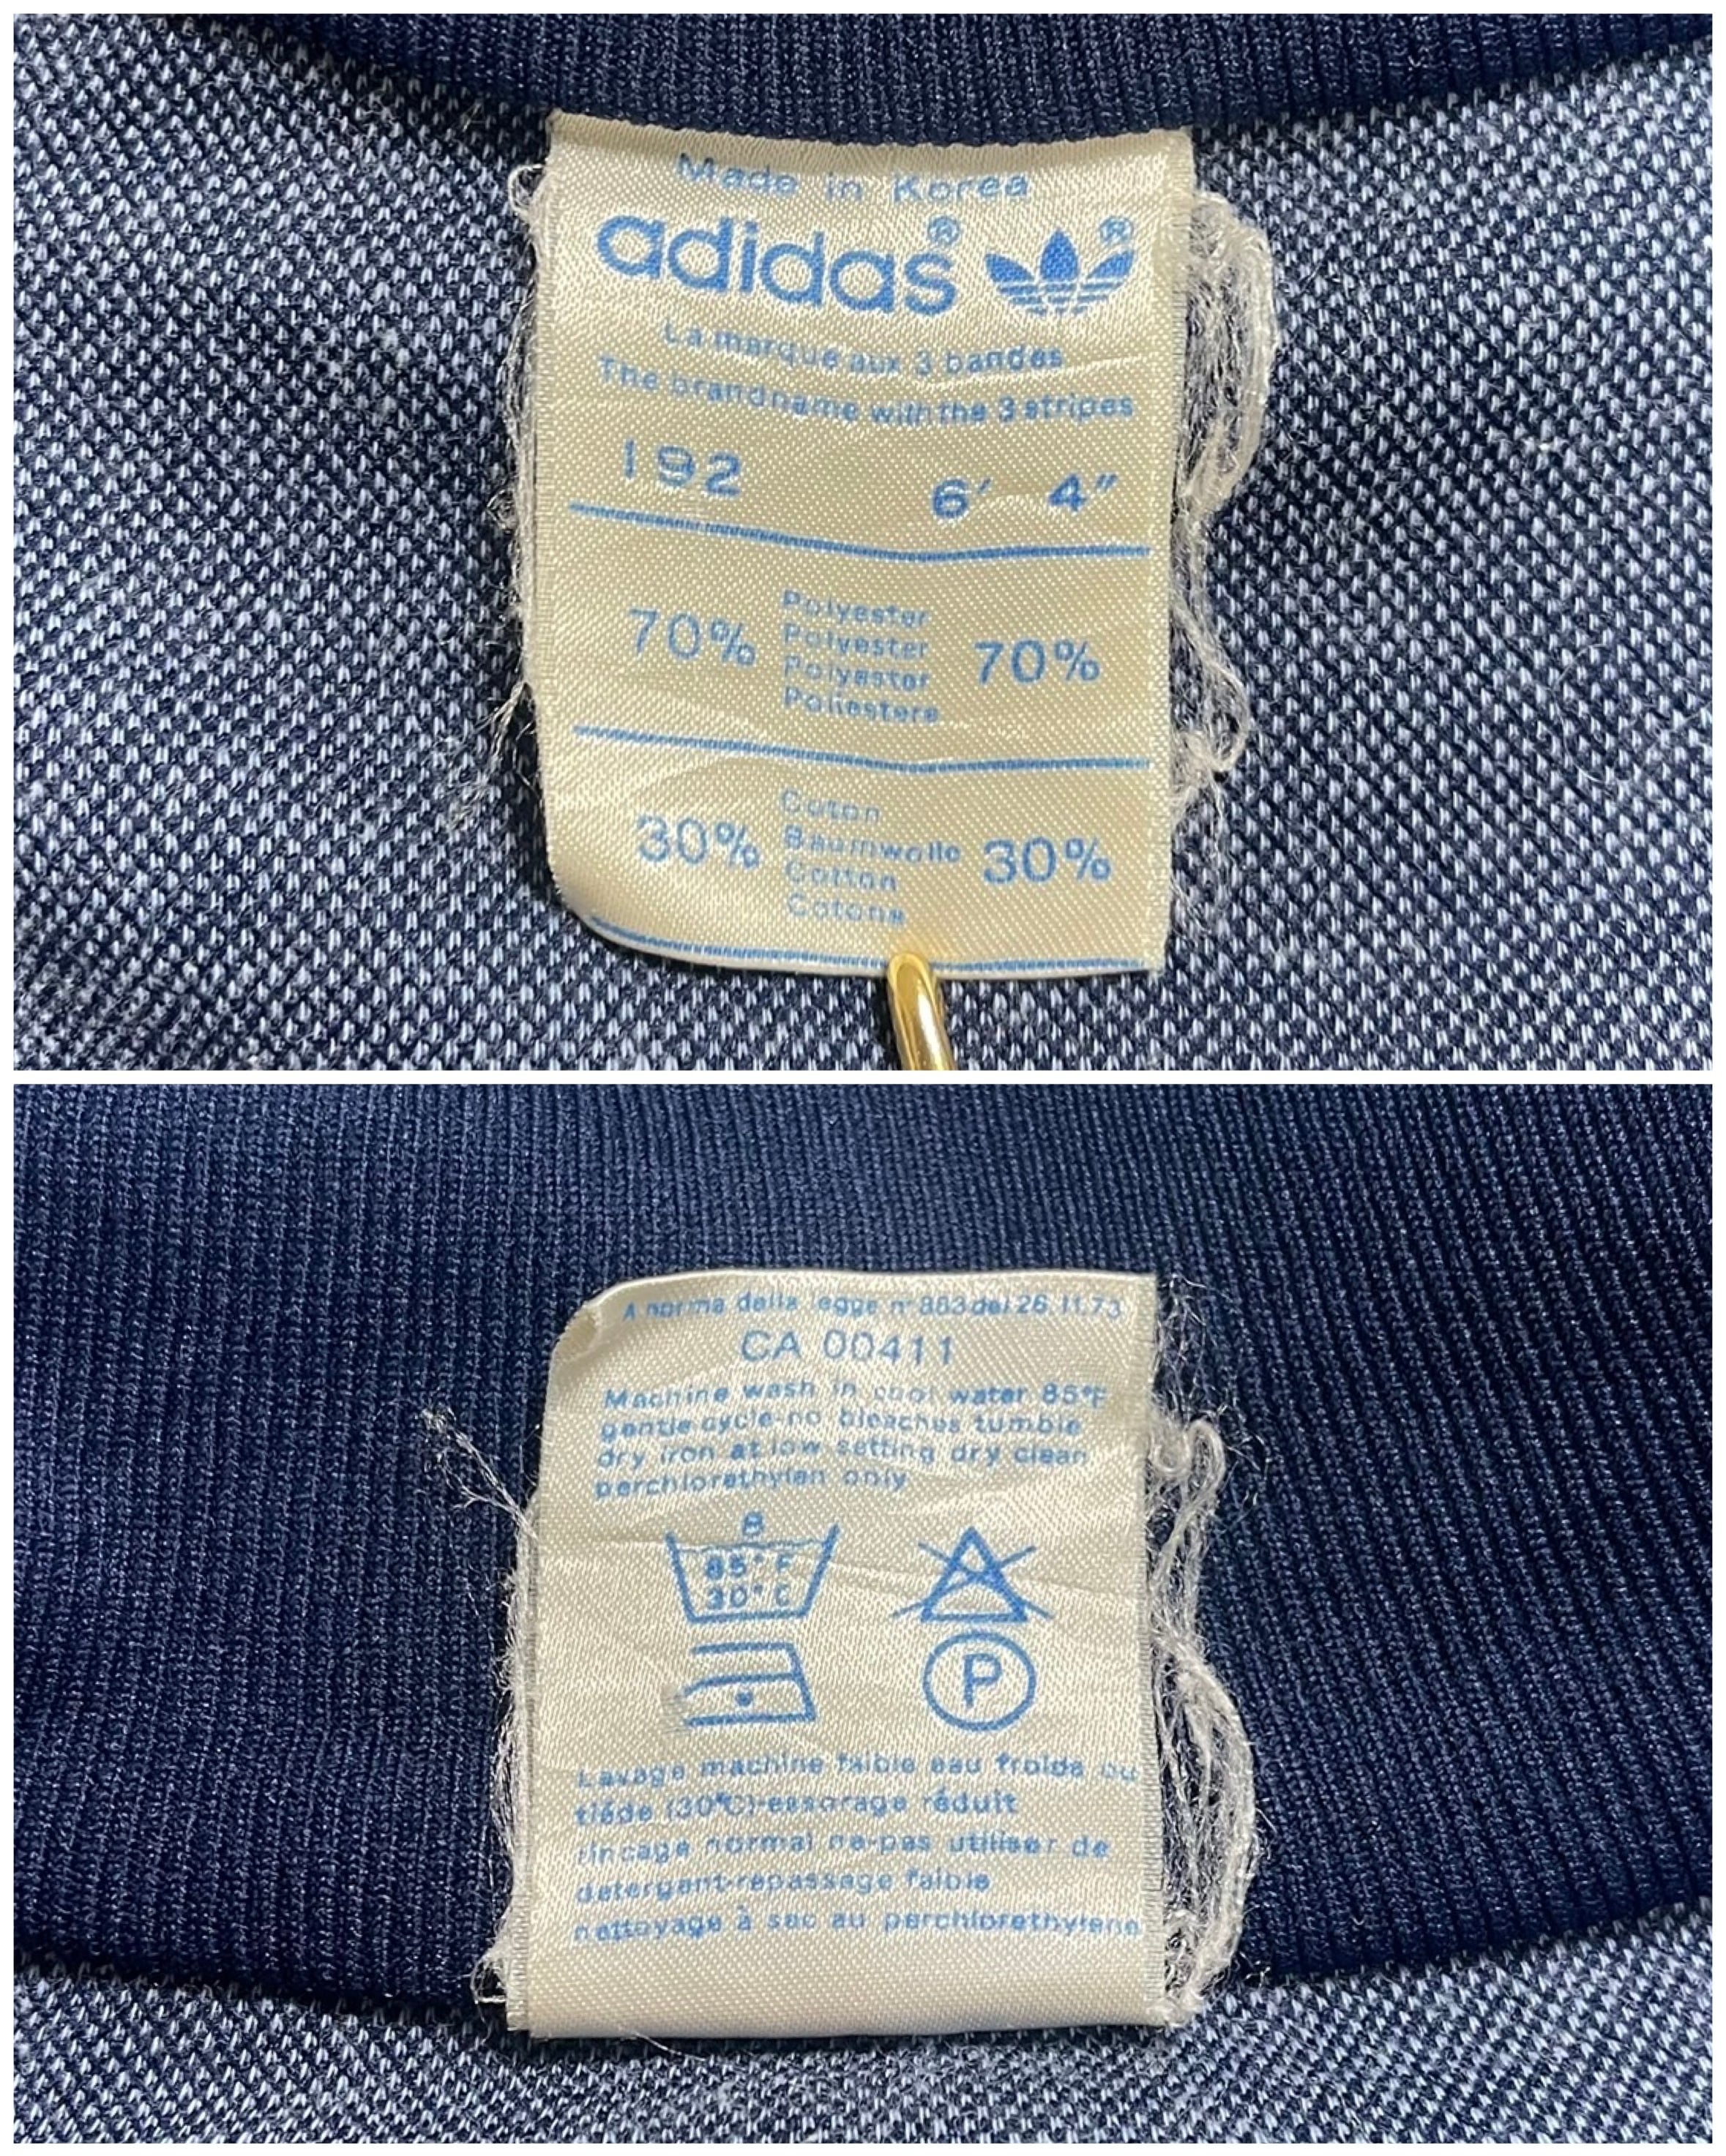 Made in Korea
adidas® ®
La marque aux 3 bandes
The brandname with the 3 stripes
192 6' 4"
70% Polyester 70%
Polyester
Polyester
Poliestere
30% Coton 30%
Baumwolle
Cotton
Cotone
A norma della legge n° 883 del 26.11.73
CA 00411
Machine wash in cool water 85°F
gentle cycle-no bleaches tumble
dry iron at low setting dry clean
perchlorethylen only
8
85° F
30° C
P
Lavage machine faible eau froide ou
tiéde (30°C)-essorage réduit
rincage normal ne-pas utiliser de
detergent-repassage faible
nettoyage à sec au perchlorethylene